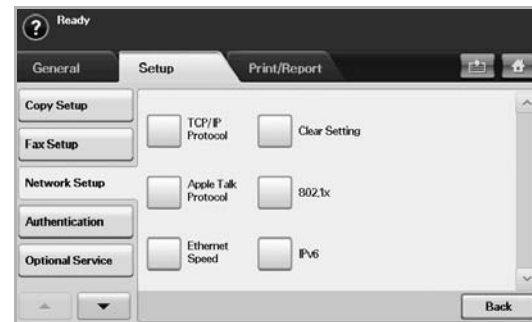 ? Ready
General Setup Print/Report
Copy Setup
Fax Setup
Network Setup
Authentication
Optional Service
TCP/IP
Protocol
Clear Setting
Apple Talk
Protocol
802.1x
Ethernet
Speed
IPv6
Back